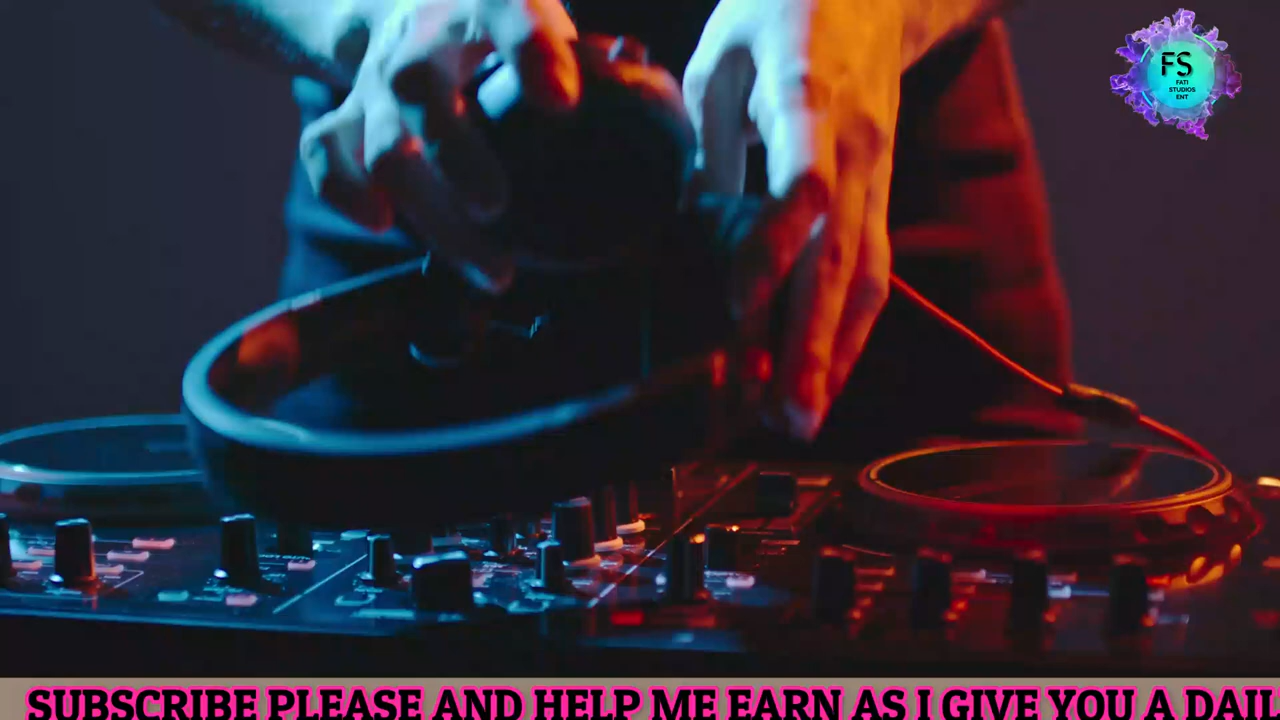 FS
FATI
STUDIOS
ENT
SUBSCRIBE PLEASE AND HELP ME EARN AS I GIVE YOU A DAIL